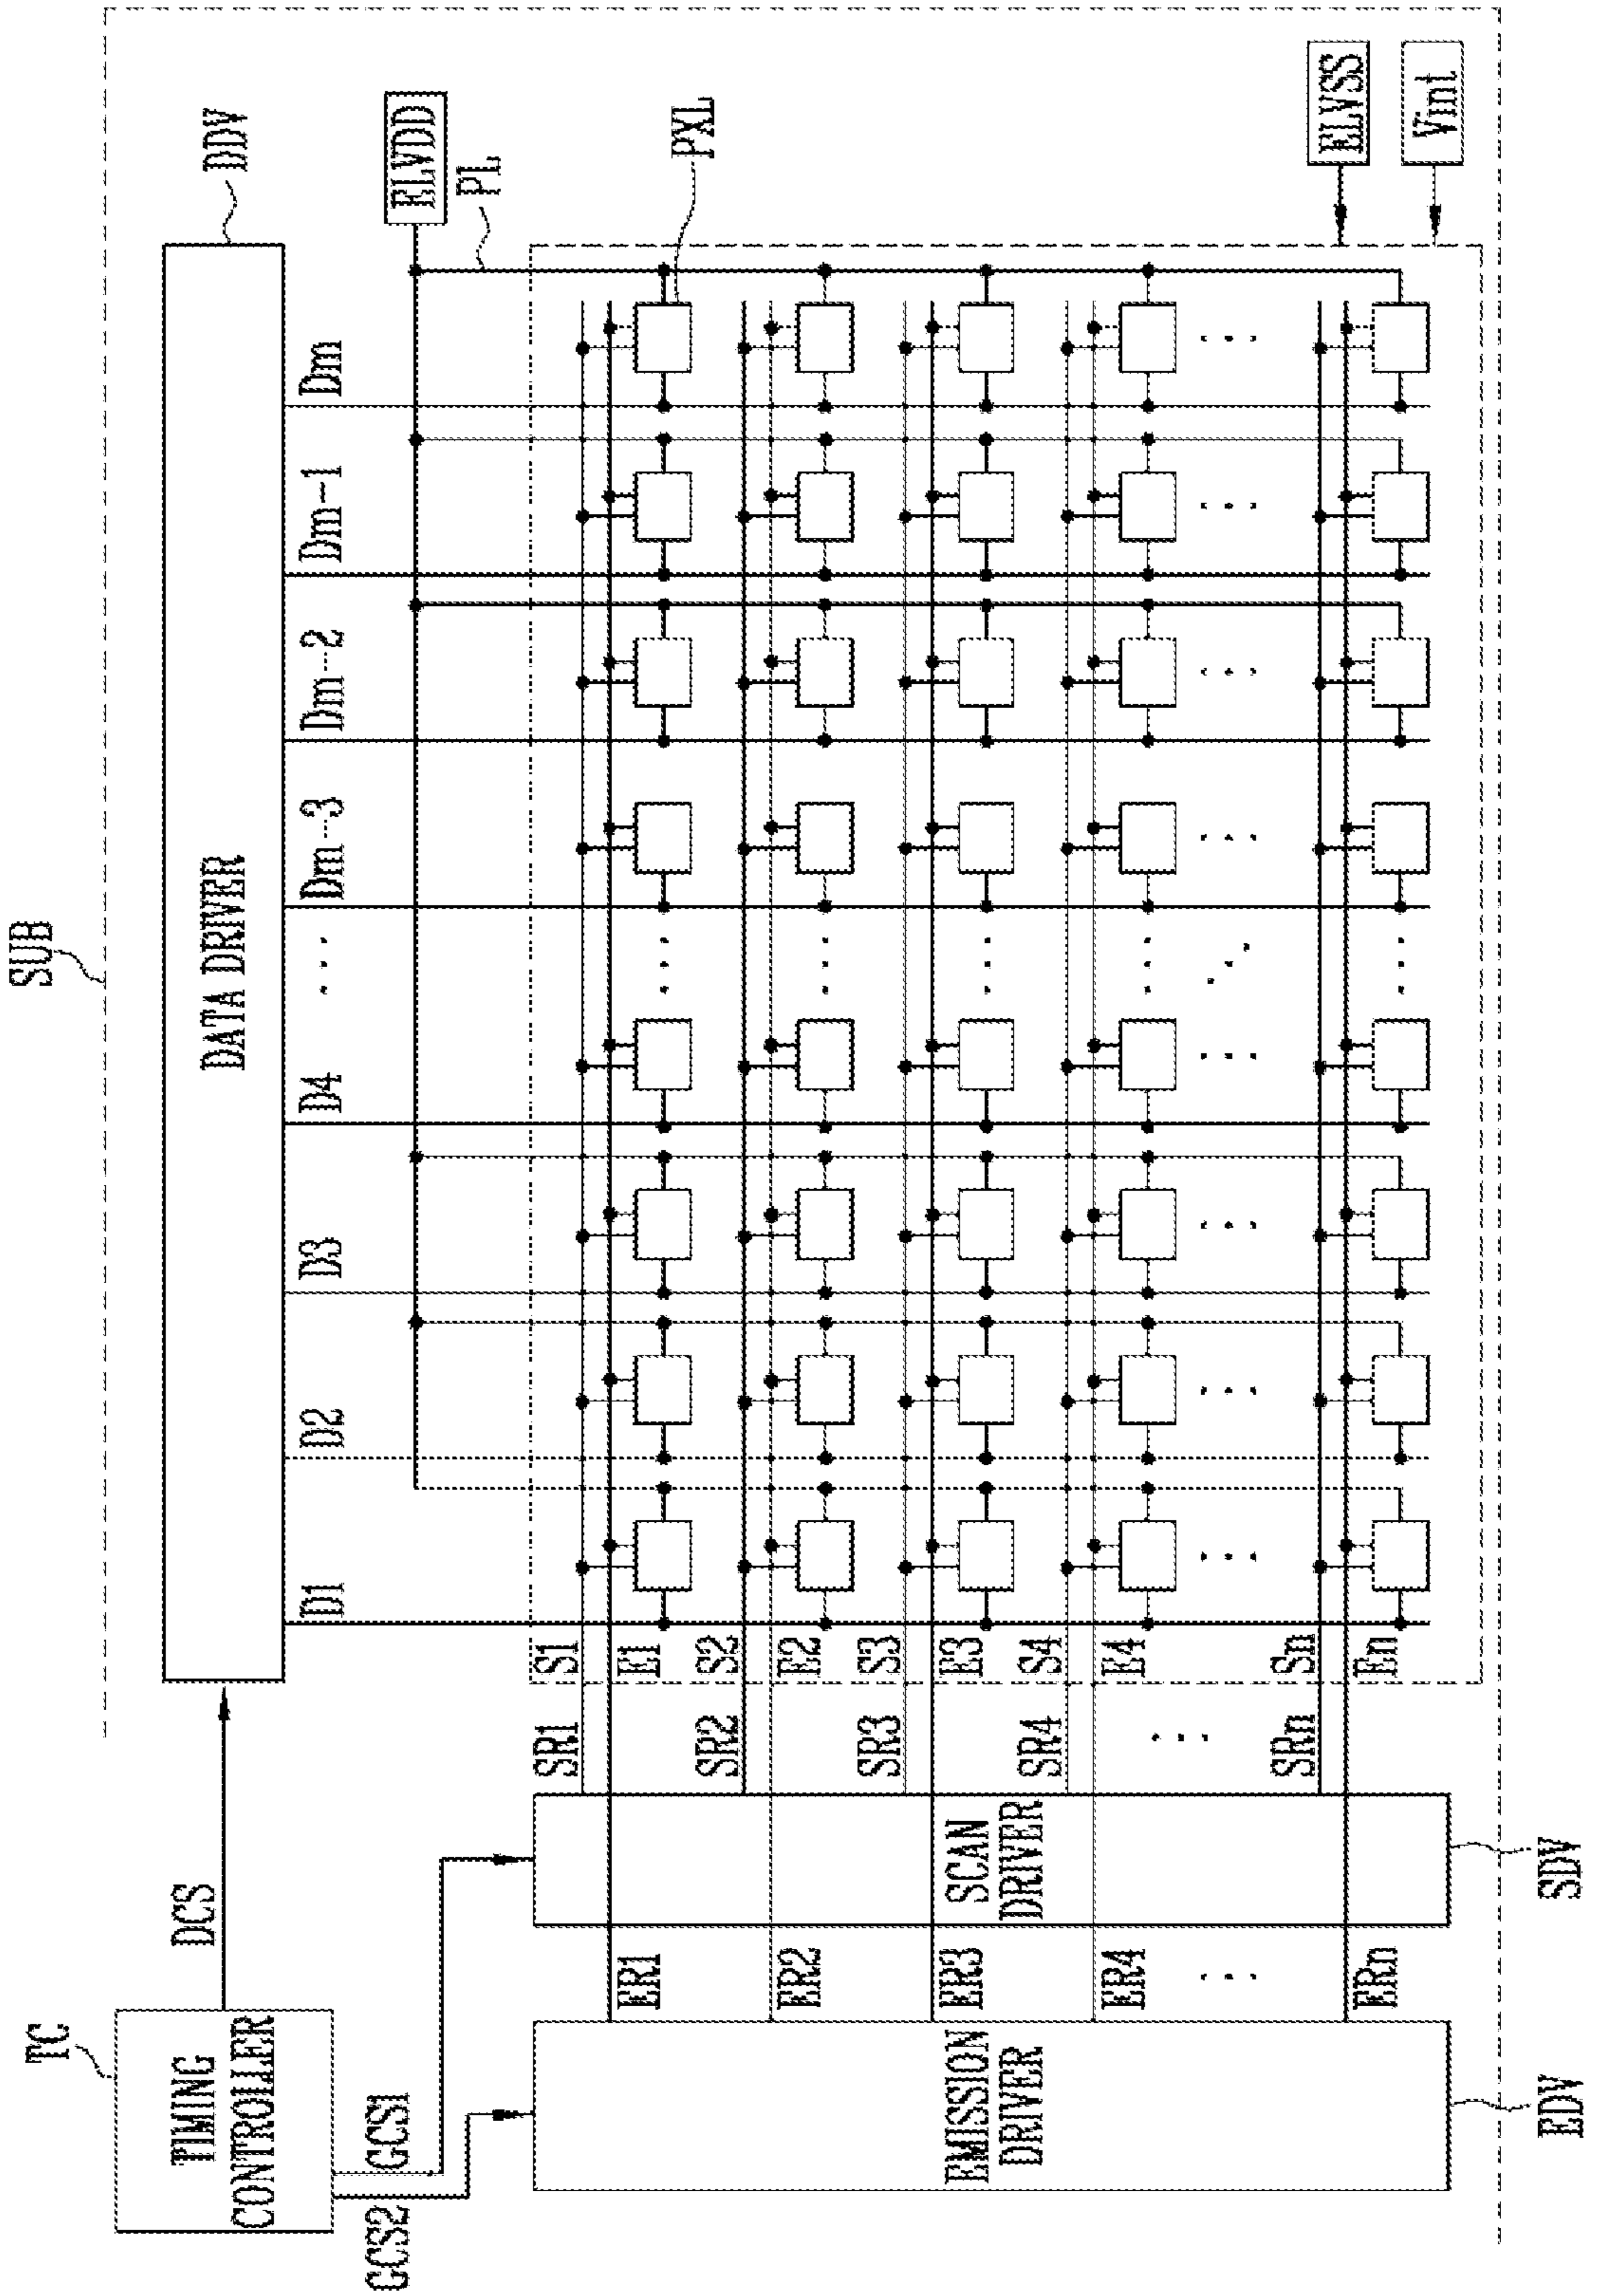 SUB
TC
TIMING
CONTROLLER
DCS
DATA DRIVER
DDV
GCS1
GCS2
D1
D2
D3
D4
Dm-3
Dm-2
Dm-1
Dm
ELVDD
PL
PXL
EMISSION
DRIVER
EDV
SCAN
DRIVER
SDV
SR1
S1
ER1
E1
SR2
S2
ER2
E2
SR3
S3
ER3
E3
SR4
S4
ER4
E4
SRn
Sn
ERn
En
ELVSS
Vint